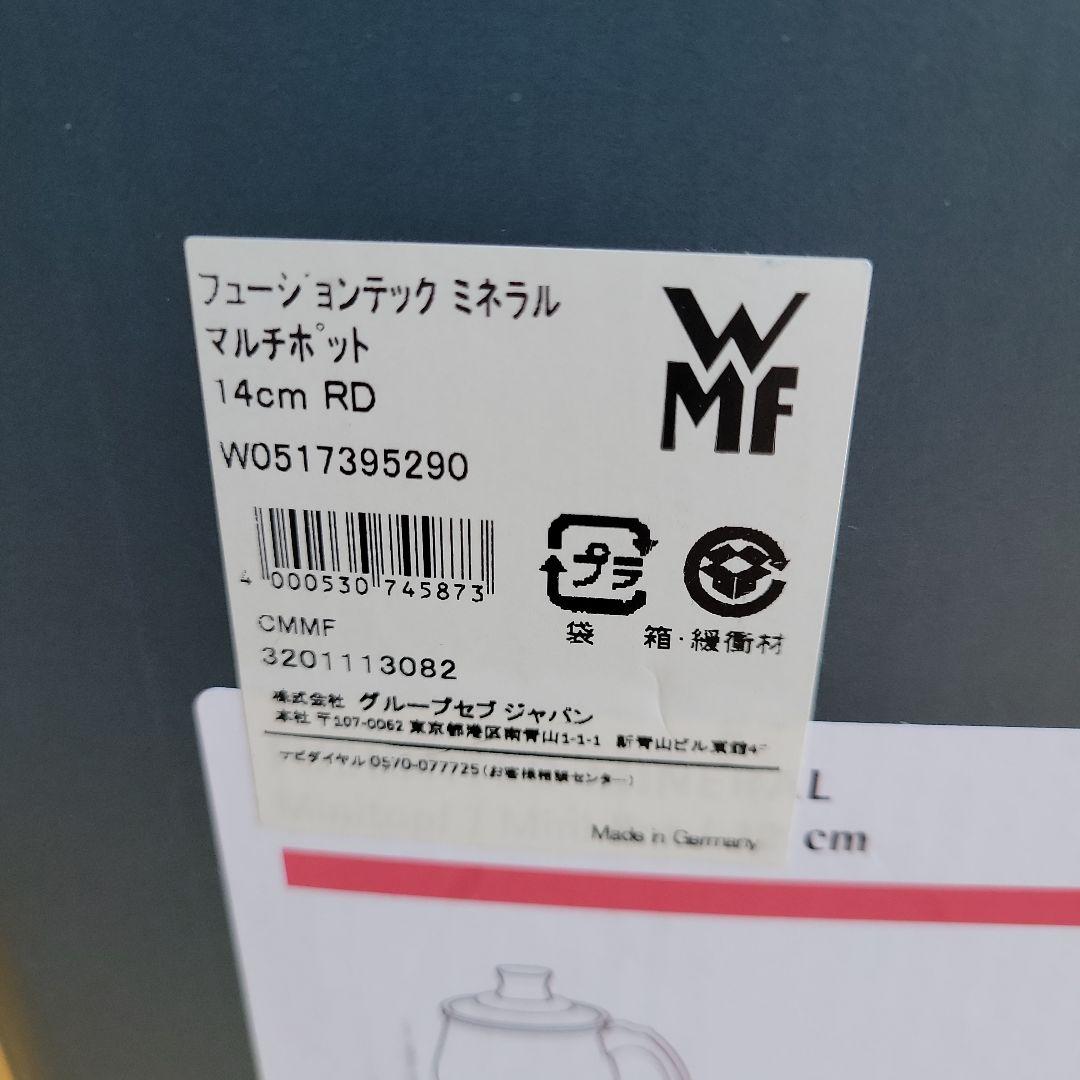 フュージョンテック ミネラル
マルチポット
14cm RD
WMF
W0517395290
4 000530 745873
プラ
袋 箱・緩衝材
CMMF
3201113082
株式会社 グループセブ ジャパン
本社 〒107-0062 東京都港区南青山1-1-1 新青山ビル東館4F
ナビダイヤル 0570-077725(お客様相談センター)
Made in Germany
cm